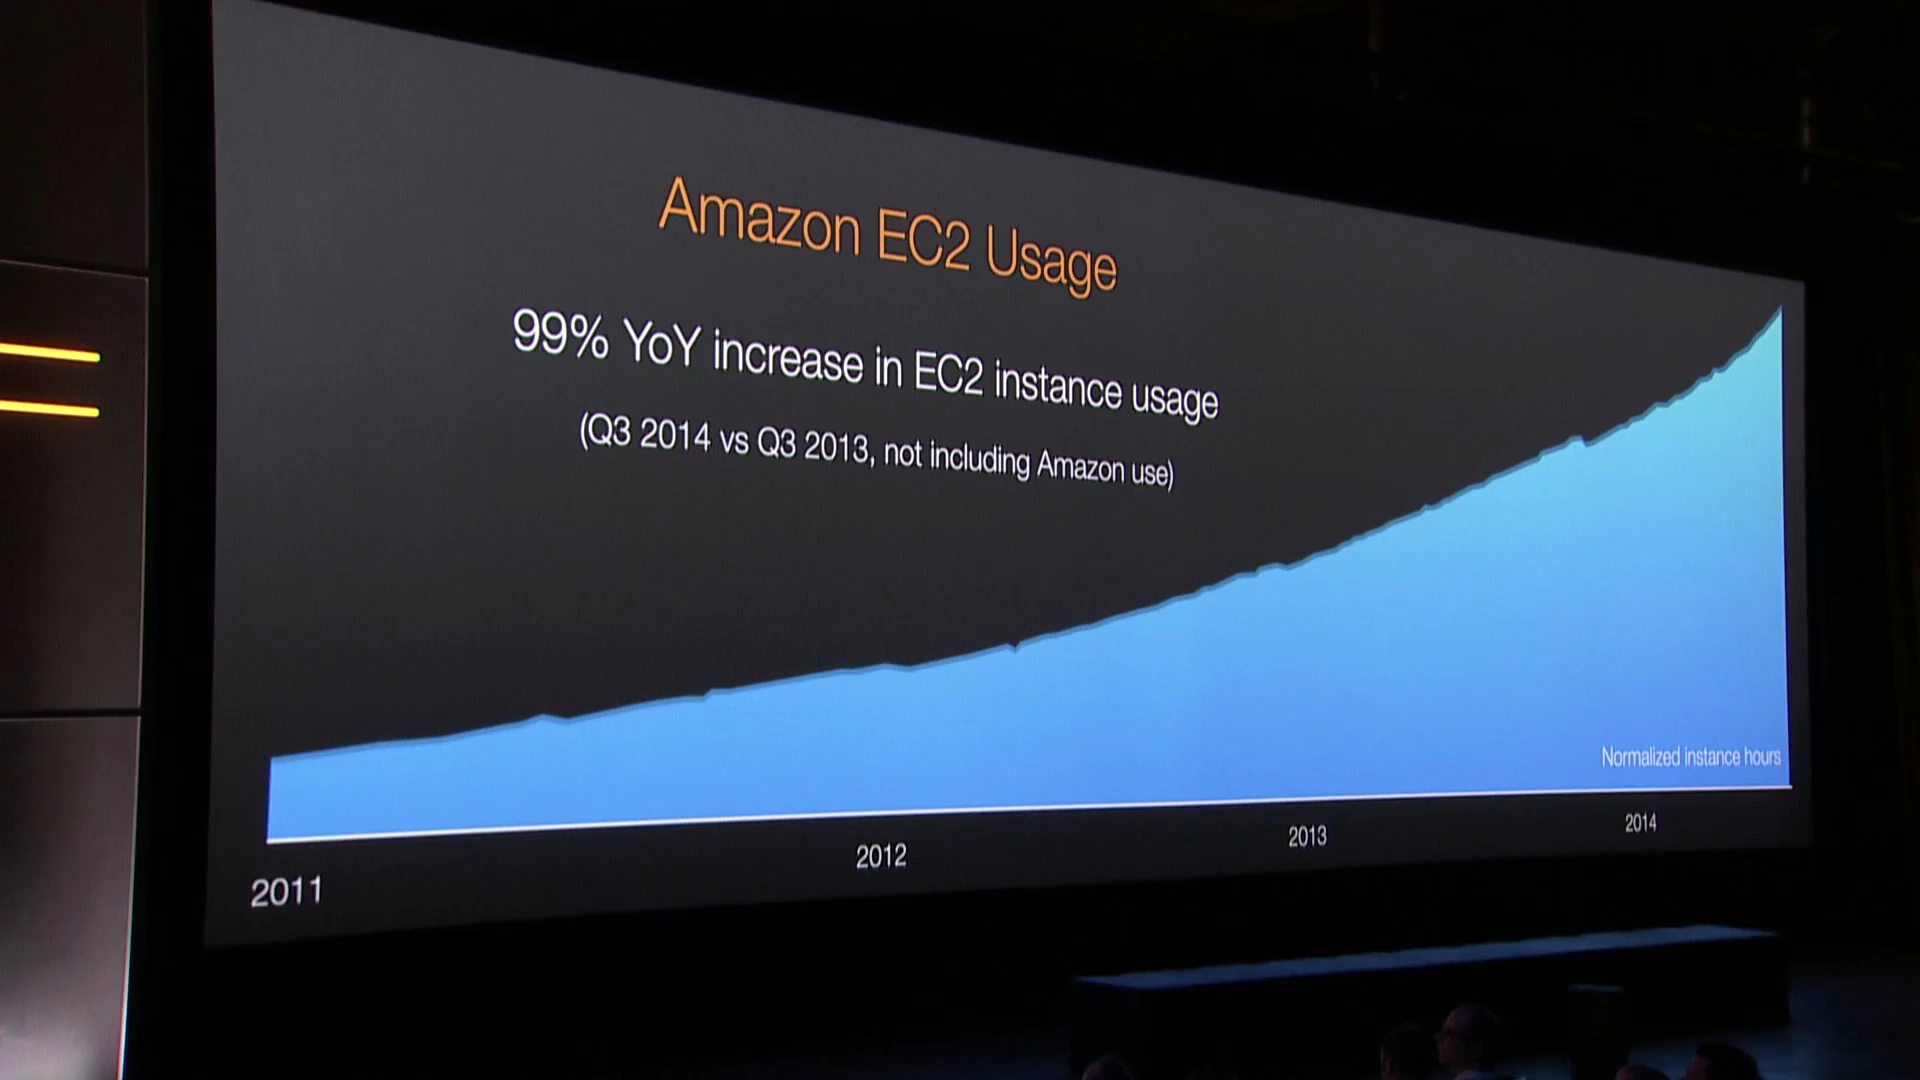 Amazon EC2 Usage
99% YoY increase in EC2 instance usage
(Q3 2014 vs Q3 2013, not including Amazon use)
Normalized instance hours
2011
2012
2013
2014